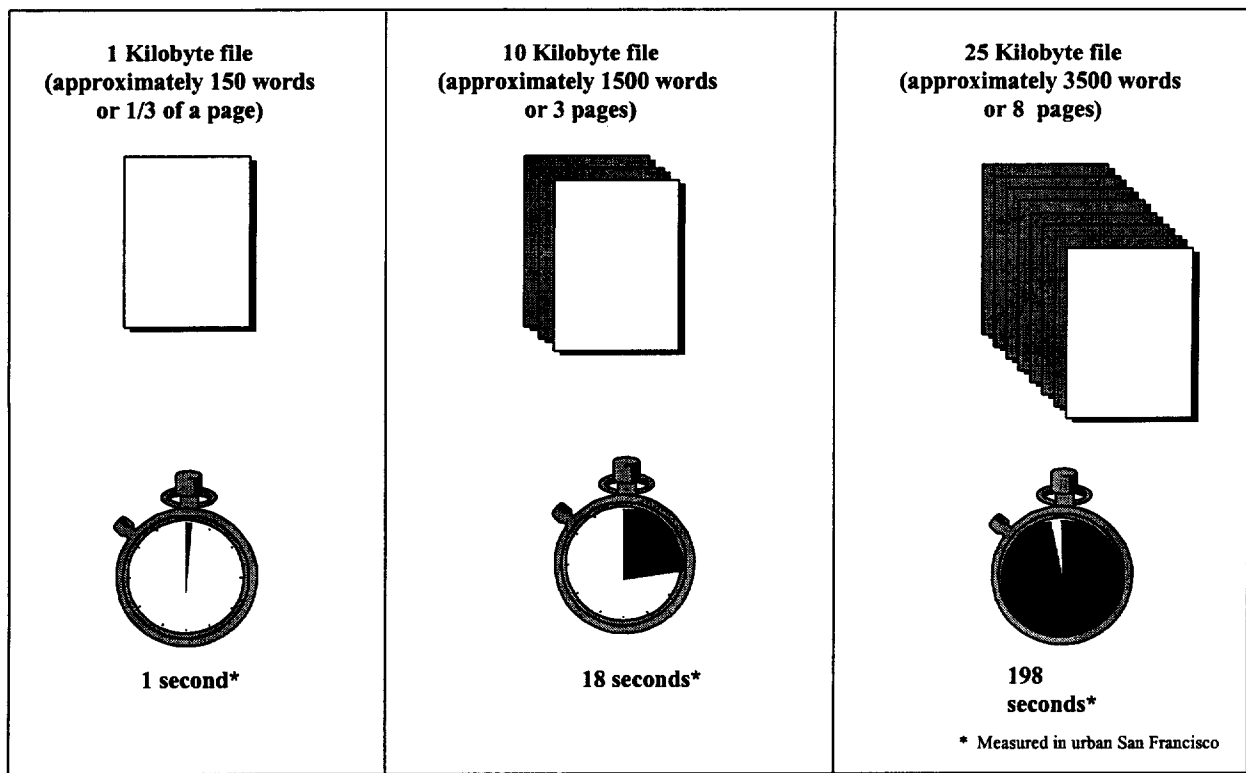 1 Kilobyte file
(approximately 150 words
or 1/3 of a page)
1 second*
10 Kilobyte file
(approximately 1500 words
or 3 pages)
18 seconds*
25 Kilobyte file
(approximately 3500 words
or 8 pages)
198
seconds*
* Measured in urban San Francisco